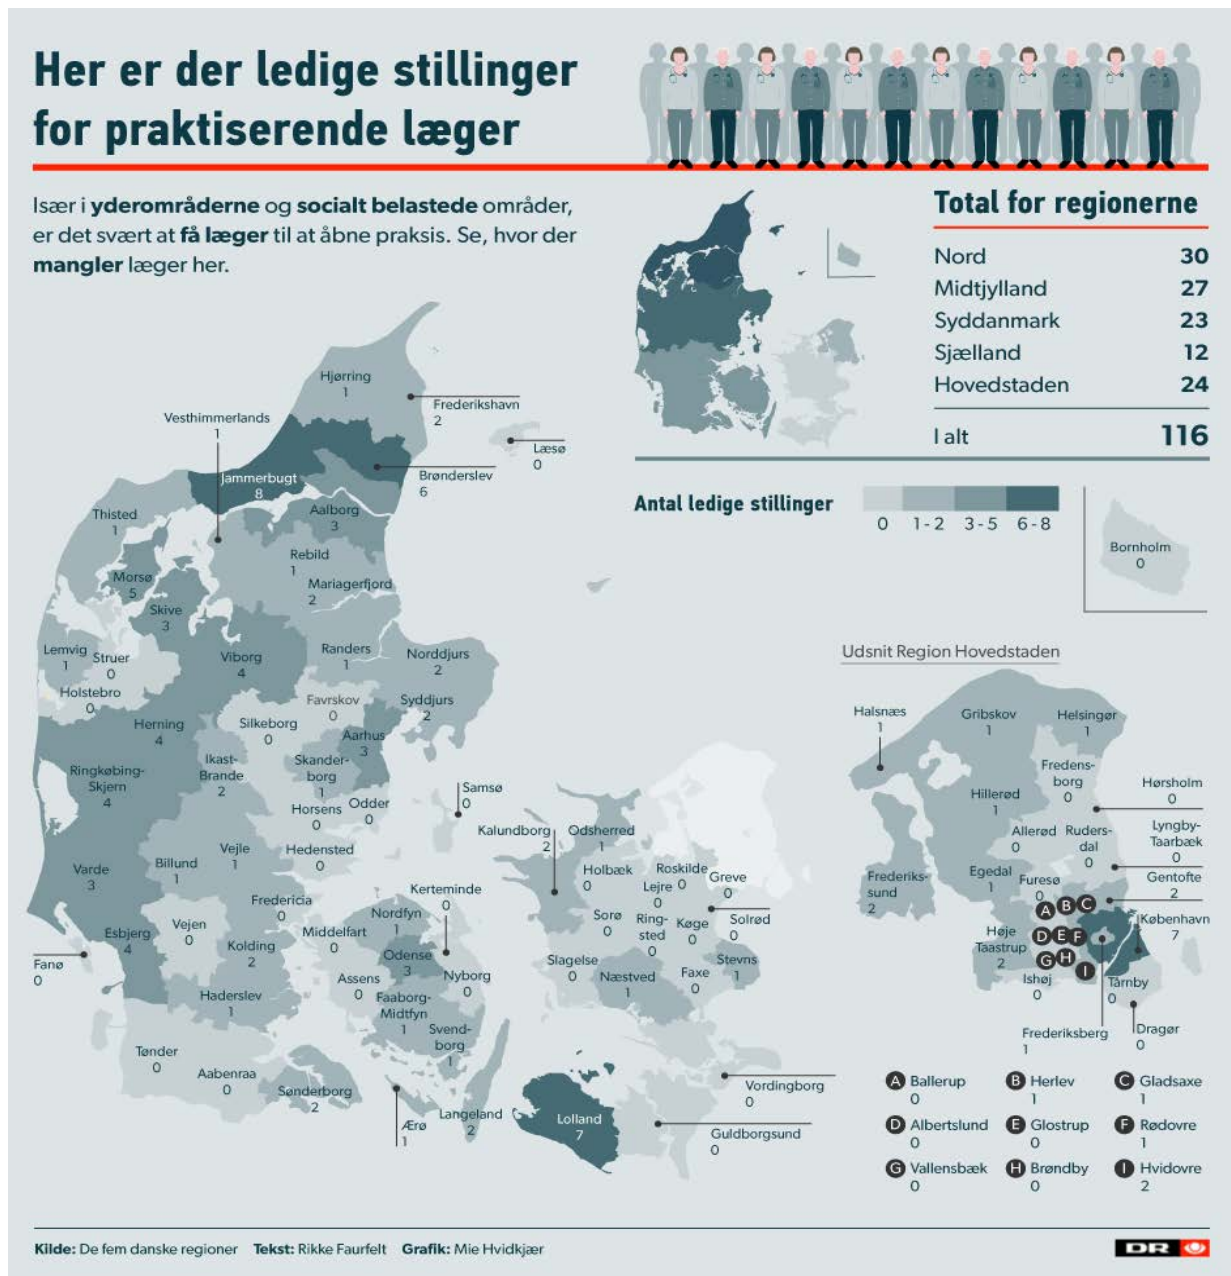 Her er der ledige stillinger
for praktiserende læger
Især i yderområderne og socialt belastede områder,
er det svært at få læger til at åbne praksis. Se, hvor der
mangler læger her.
Total for regionerne
Nord 30
Midtjylland 27
Syddanmark 23
Sjælland 12
Hovedstaden 24
I alt 116
Antal ledige stillinger
0 1-2 3-5 6-8
Hjørring
1
Frederikshavn
2
Vesthimmerlands
1
Læsø
0
Brønderslev
6
Jammerbugt
8
Aalborg
3
Thisted
1
Rebild
1
Mariagerfjord
2
Morsø
5
Skive
3
Lemvig
1
Struer
0
Viborg
4
Randers
1
Norddjurs
2
Holstebro
0
Favrskov
0
Syddjurs
2
Herning
4
Silkeborg
0
Aarhus
3
Ikast-
Brande
2
Skander-
borg
1
Ringkøbing-
Skjern
4
Horsens
0
Odder
0
Samsø
0
Hedensted
0
Vejle
1
Billund
1
Varde
3
Fredericia
0
Vejen
0
Esbjerg
4
Kolding
2
Fanø
0
Haderslev
1
Tønder
0
Aabenraa
0
Sønderborg
2
Kerteminde
0
Nordfyn
1
Middelfart
0
Odense
3
Assens
0
Nyborg
0
Faaborg-
Midtfyn
1
Svend-
borg
1
Ærø
1
Langeland
2
Kalundborg
2
Odsherred
1
Holbæk
0
Roskilde
0
Lejre
0
Greve
0
Sorø
0
Ring-
sted
0
Køge
0
Solrød
0
Slagelse
0
Næstved
1
Faxe
0
Stevns
1
Lolland
7
Vordingborg
0
Guldborgsund
0
Bornholm
0
Udsnit Region Hovedstaden
Halsnæs
1
Gribskov
1
Helsingør
1
Fredens-
borg
0
Hørsholm
0
Hillerød
1
Allerød
0
Ruders-
dal
0
Lyngby-
Taarbæk
0
Frederiks-
sund
2
Egedal
1
Furesø
0
Gentofte
2
A B C
København
7
Høje
Taastrup
2
D E F
G H
I
Ishøj
0
Tårnby
0
Frederiksberg
1
Dragør
0
A Ballerup
0
B Herlev
1
C Gladsaxe
1
D Albertslund
0
E Glostrup
0
F Rødovre
1
G Vallensbæk
0
H Brøndby
0
I Hvidovre
2
Kilde: De fem danske regioner Tekst: Rikke Faurfelt Grafik: Mie Hvidkjær
DR